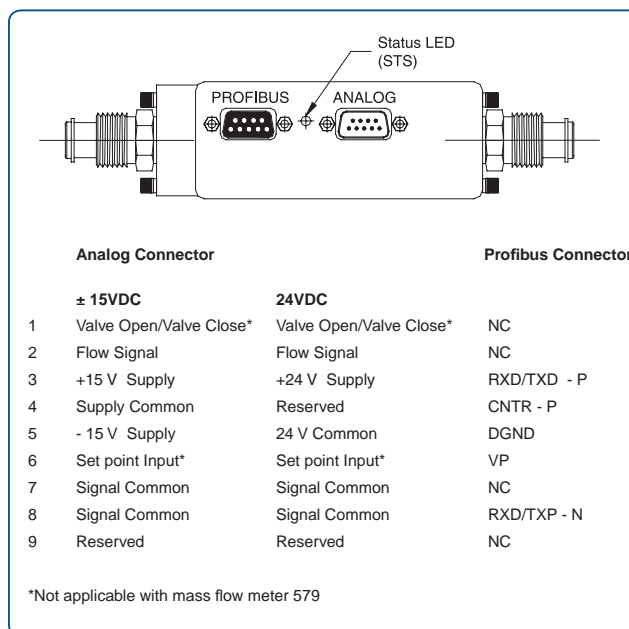 Status LED
(STS)
PROFIBUS ANALOG
Analog Connector Profibus Connector
± 15VDC 24VDC
1 Valve Open/Valve Close* Valve Open/Valve Close* NC
2 Flow Signal Flow Signal NC
3 +15 V Supply +24 V Supply RXD/TXD - P
4 Supply Common Reserved CNTR - P
5 - 15 V Supply 24 V Common DGND
6 Set point Input* Set point Input* VP
7 Signal Common Signal Common NC
8 Signal Common Signal Common RXD/TXP - N
9 Reserved Reserved NC
*Not applicable with mass flow meter 579